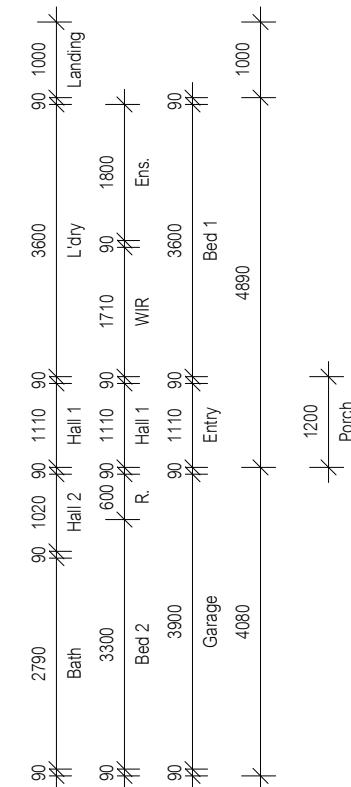 90 2790 90 1020 90 1110 90 3600 90 1000
Bath Hall 2 Hall 1 L'dry Landing
90 3300 600 90 1110 90 1710 90 1800
Bed 2 R. Hall 1 WIR Ens.
90 3900 90 1110 90 3600 90
Garage Entry Bed 1
4080 4890 1000
1200
Porch